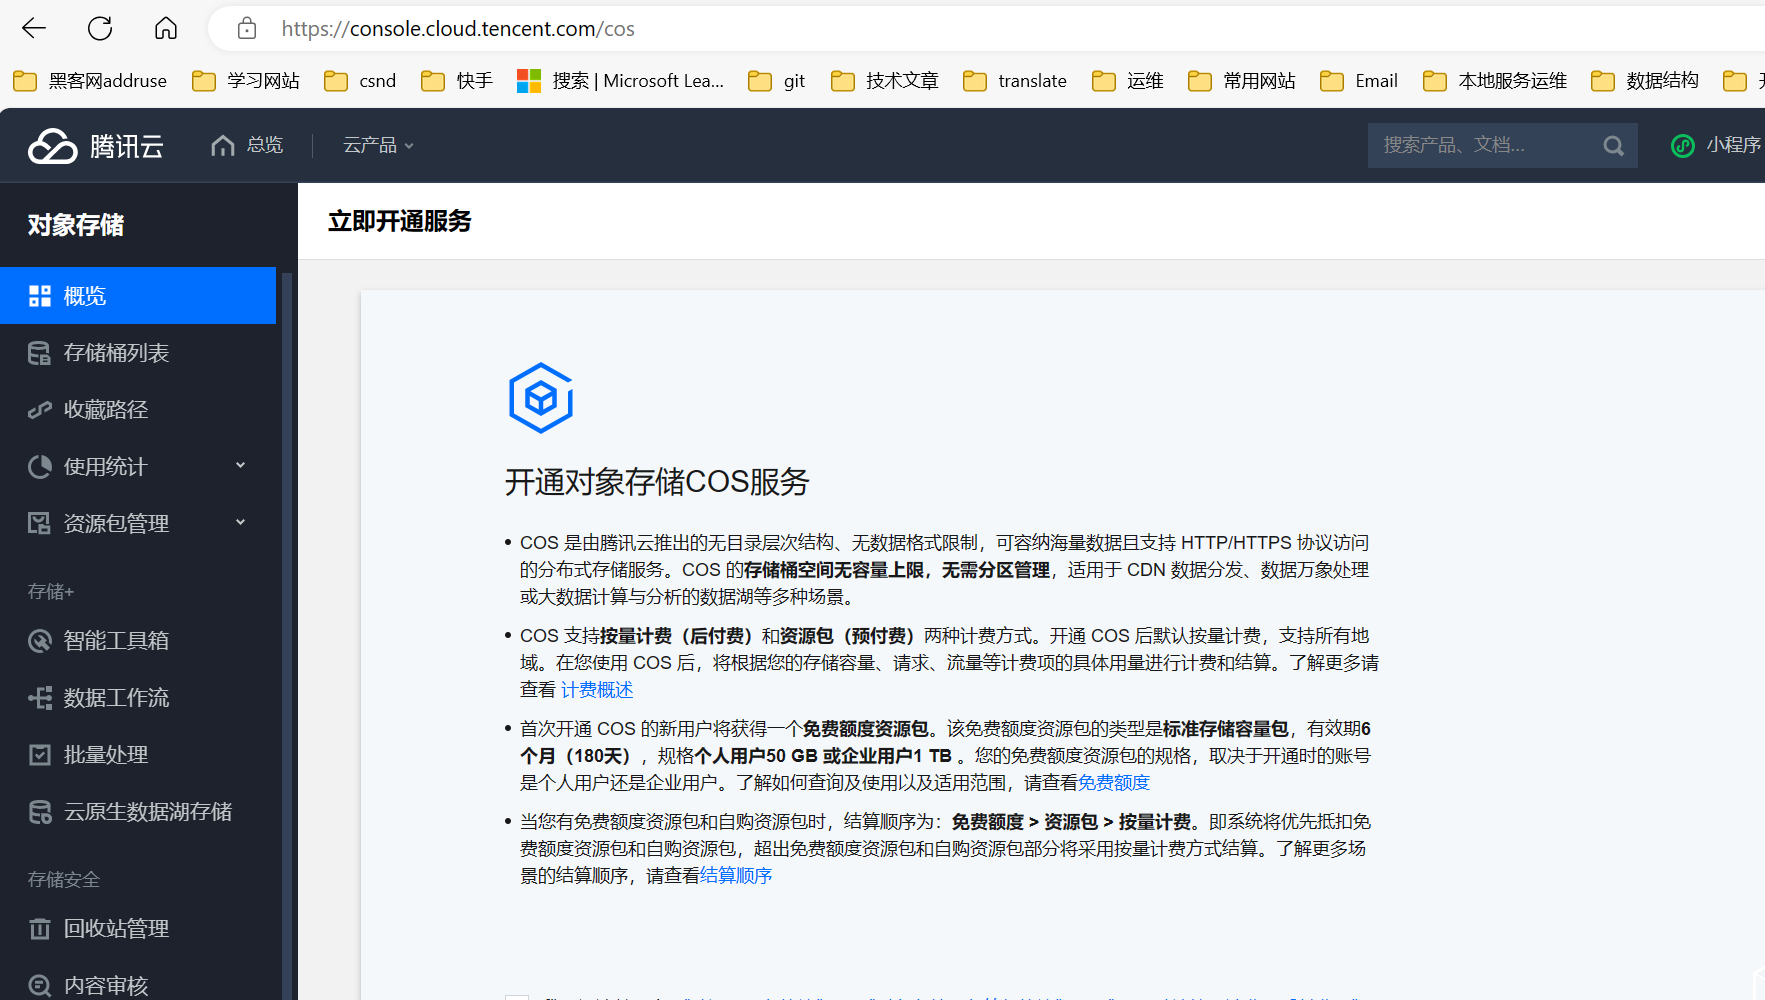 https://console.cloud.tencent.com/cos
黑客网addruse 学习网站 csnd 快手 搜索 | Microsoft Lea... git 技术文章 translate 运维 常用网站 Email 本地服务运维 数据结构
腾讯云 总览 云产品 搜索产品、文档... 小程序
对象存储
立即开通服务
概览
存储桶列表
收藏路径
使用统计
资源包管理
存储+
智能工具箱
数据工作流
批量处理
云原生数据湖存储
存储安全
回收站管理
内容审核
开通对象存储COS服务
• COS 是由腾讯云推出的无目录层次结构、无数据格式限制，可容纳海量数据且支持 HTTP/HTTPS 协议访问
的分布式存储服务。COS 的存储桶空间无容量上限，无需分区管理，适用于 CDN 数据分发、数据万象处理
或大数据计算与分析的数据湖等多种场景。
• COS 支持按量计费（后付费）和资源包（预付费）两种计费方式。开通 COS 后默认按量计费，支持所有地
域。在您使用 COS 后，将根据您的存储容量、请求、流量等计费项的具体用量进行计费和结算。了解更多请
查看 计费概述
• 首次开通 COS 的新用户将获得一个免费额度资源包。该免费额度资源包的类型是标准存储容量包，有效期6
个月（180天），规格个人用户50 GB 或企业用户1 TB 。您的免费额度资源包的规格，取决于开通时的账号
是个人用户还是企业用户。了解如何查询及使用以及适用范围，请查看免费额度
• 当您有免费额度资源包和自购资源包时，结算顺序为：免费额度 > 资源包 > 按量计费。即系统将优先抵扣免
费额度资源包和自购资源包，超出免费额度资源包和自购资源包部分将采用按量计费方式结算。了解更多场
景的结算顺序，请查看结算顺序